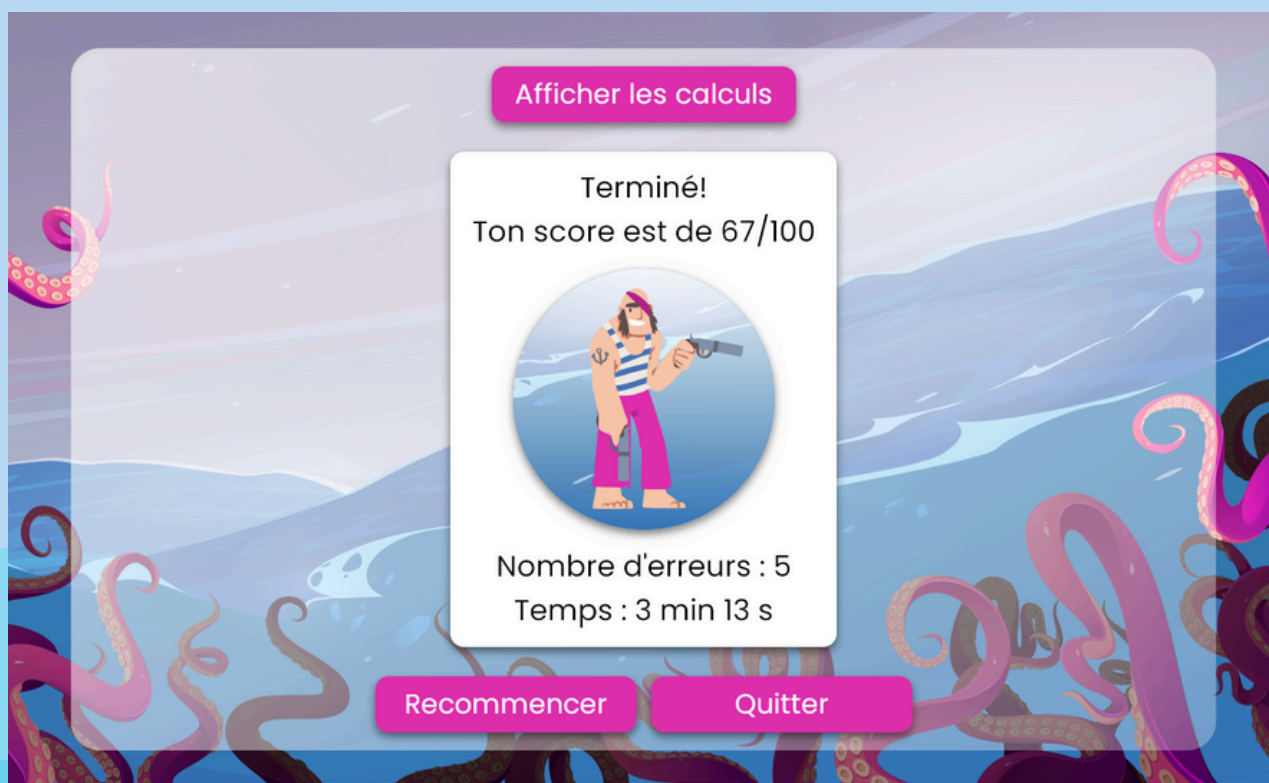 Afficher les calculs
Terminé!
Ton score est de 67/100
Nombre d'erreurs : 5
Temps : 3 min 13 s
Recommencer
Quitter